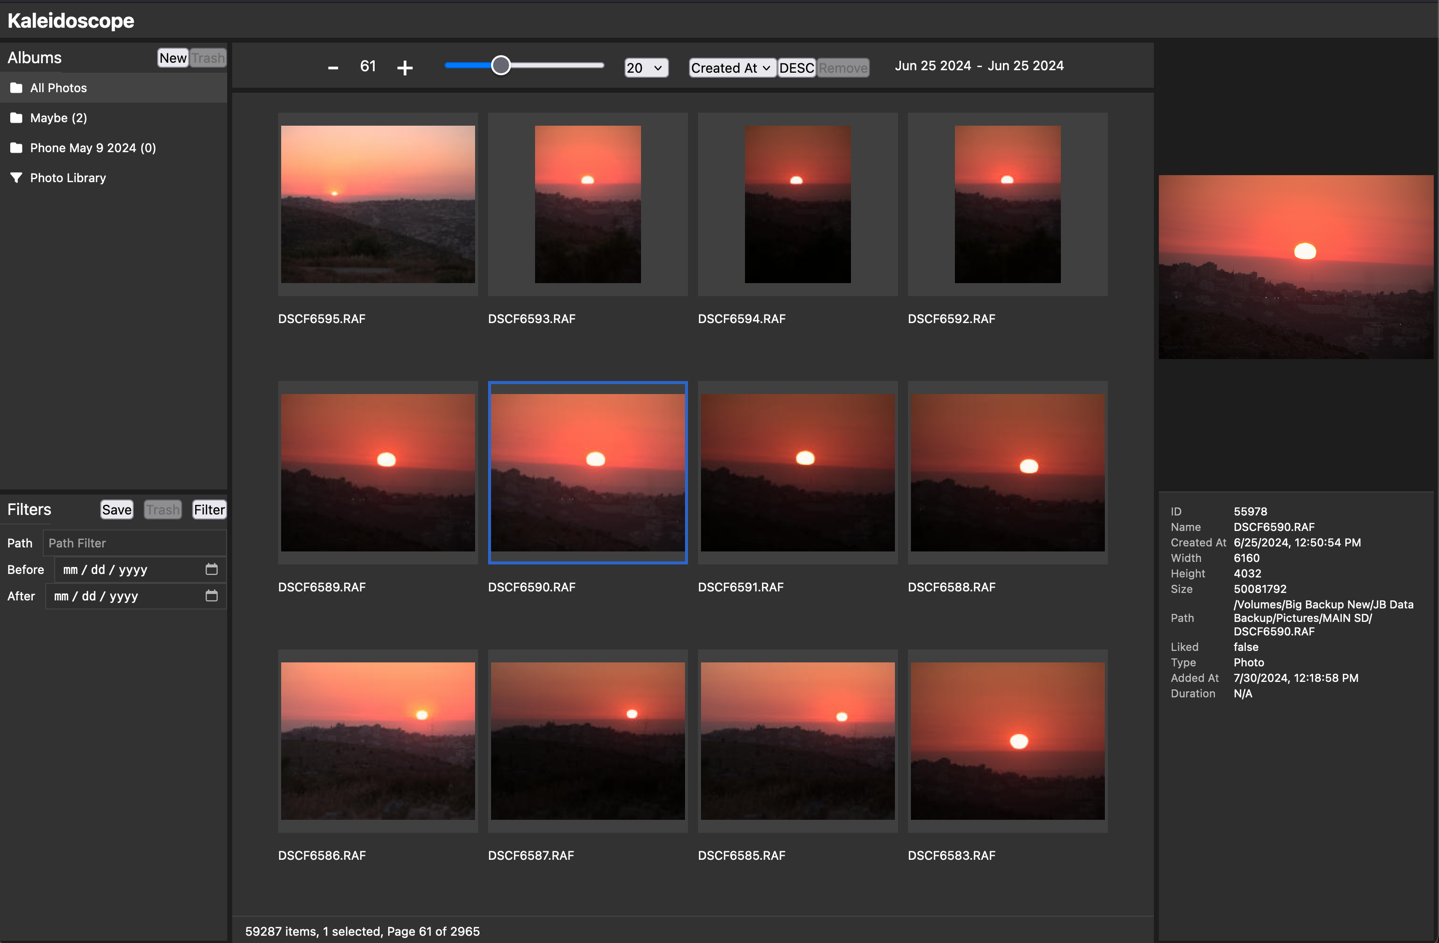 Kaleidoscope
Albums
New
Trash
All Photos
Maybe (2)
Phone May 9 2024 (0)
Photo Library
Filters
Save
Trash
Filter
Path
Path Filter
Before
mm / dd / yyyy
After
mm / dd / yyyy
− 61 +
20
Created At
DESC
Remove
Jun 25 2024 - Jun 25 2024
DSCF6595.RAF
DSCF6593.RAF
DSCF6594.RAF
DSCF6592.RAF
DSCF6589.RAF
DSCF6590.RAF
DSCF6591.RAF
DSCF6588.RAF
DSCF6586.RAF
DSCF6587.RAF
DSCF6585.RAF
DSCF6583.RAF
59287 items, 1 selected, Page 61 of 2965
ID 55978
Name DSCF6590.RAF
Created At 6/25/2024, 12:50:54 PM
Width 6160
Height 4032
Size 50081792
Path /Volumes/Big Backup New/JB Data
Backup/Pictures/MAIN SD/
DSCF6590.RAF
Liked false
Type Photo
Added At 7/30/2024, 12:18:58 PM
Duration N/A